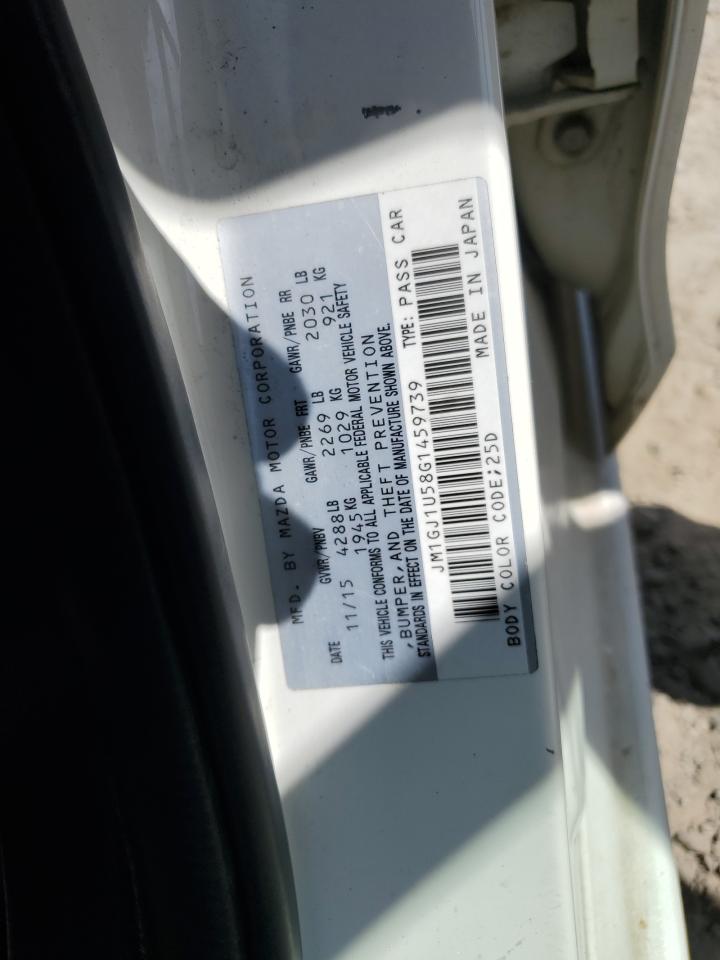 MFD. BY MAZDA MOTOR CORPORATION
DATE GVWR/PNBV GAWR/PNBE FRT GAWR/PNBE RR
11/15 4288LB 2269 LB 2030 LB
1945KG 1029 KG 921 KG
THIS VEHICLE CONFORMS TO ALL APPLICABLE FEDERAL MOTOR VEHICLE SAFETY
,BUMPER,AND THEFT PREVENTION
STANDARDS IN EFFECT ON THE DATE OF MANUFACTURE SHOWN ABOVE.
JM1GJ1U58G1459739 TYPE: PASS CAR
BODY COLOR CODE;25D MADE IN JAPAN